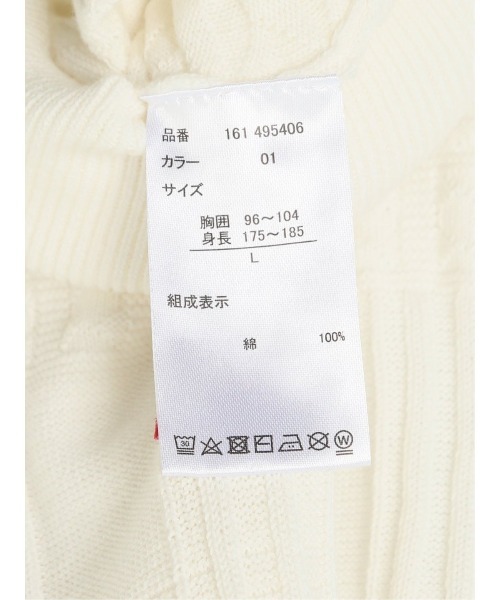 品番 161 495406
カラー 01
サイズ
胸囲 96～104
身長 175～185
L
組成表示
綿 100%
30
W